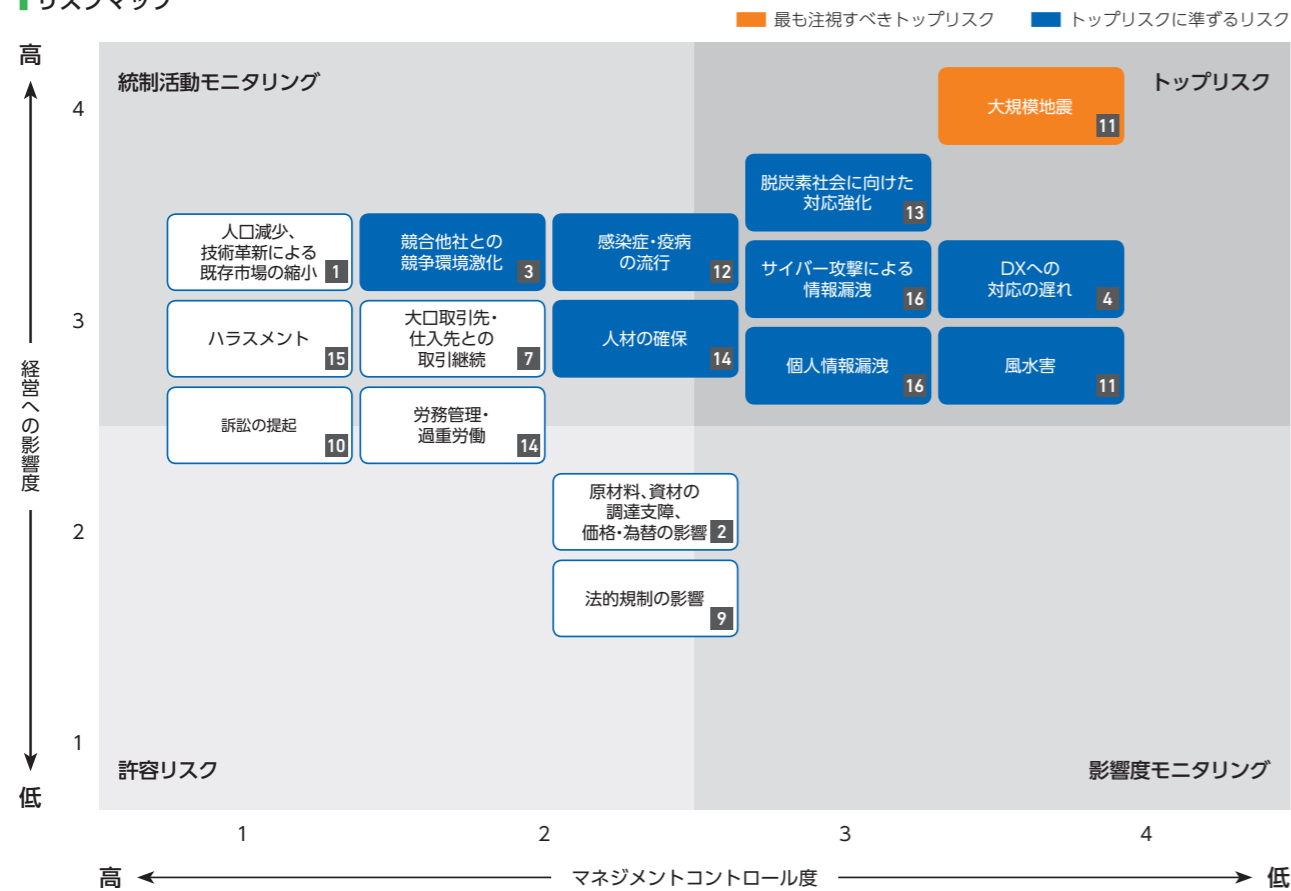 リスクマップ
最も注視すべきトップリスク
トップリスクに準ずるリスク
高
経営への影響度
低
4
3
2
1
統制活動モニタリング
トップリスク
大規模地震
11
脱炭素社会に向けた
対応強化
13
人口減少、
技術革新による
既存市場の縮小
1
競合他社との
競争環境激化
3
感染症・疫病
の流行
12
サイバー攻撃による
情報漏洩
16
DXへの
対応の遅れ
4
ハラスメント
15
大口取引先・
仕入先との
取引継続
7
人材の確保
14
個人情報漏洩
16
風水害
11
訴訟の提起
10
労務管理・
過重労働
14
原材料、資材の
調達支障、
価格・為替の影響
2
法的規制の影響
9
許容リスク
影響度モニタリング
1
2
3
4
高
マネジメントコントロール度
低